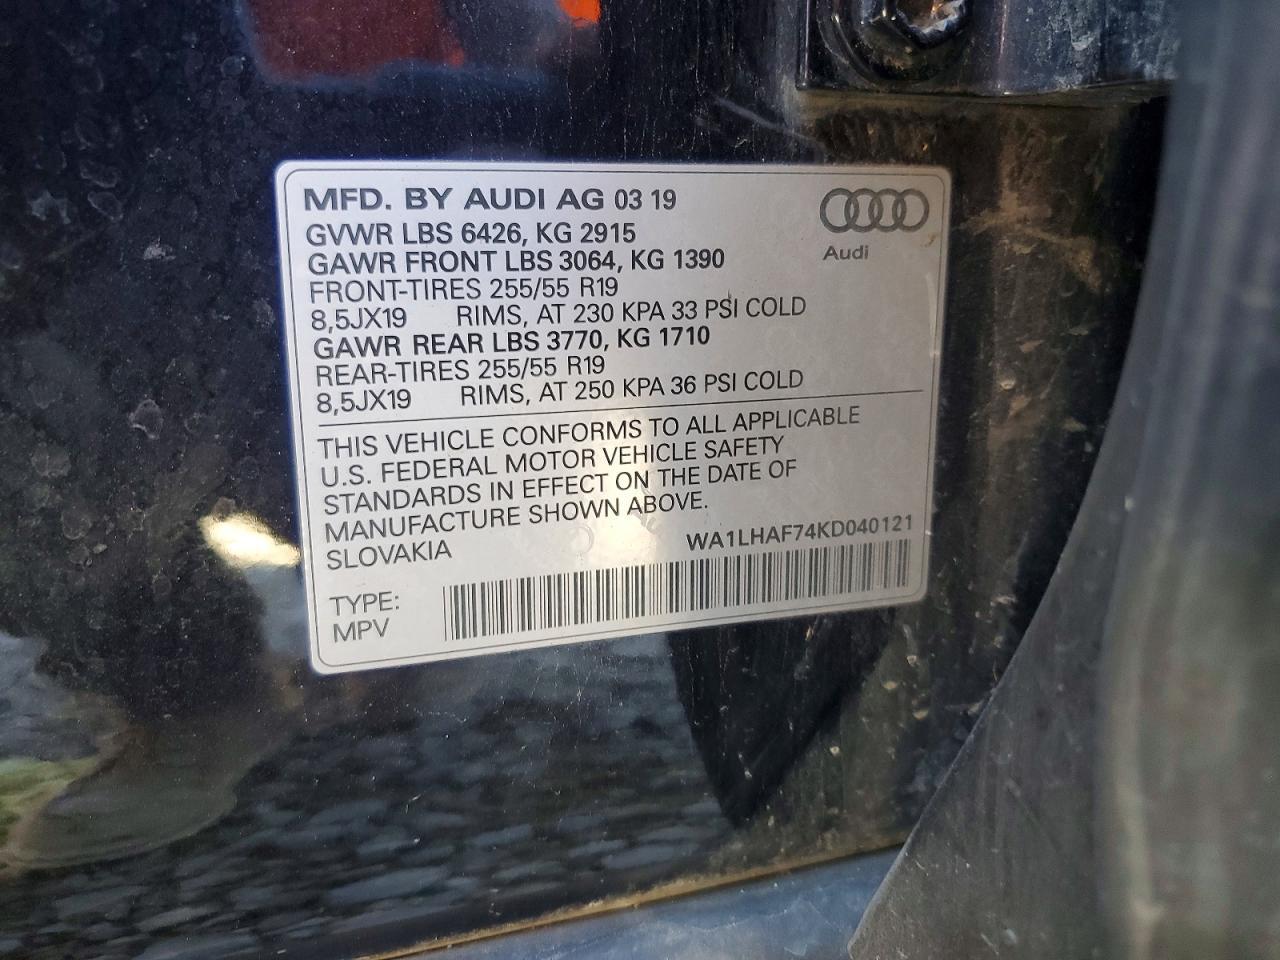 MFD. BY AUDI AG 03 19
GVWR LBS 6426, KG 2915
GAWR FRONT LBS 3064, KG 1390
FRONT-TIRES 255/55 R19
8,5JX19 RIMS, AT 230 KPA 33 PSI COLD
GAWR REAR LBS 3770, KG 1710
REAR-TIRES 255/55 R19
8,5JX19 RIMS, AT 250 KPA 36 PSI COLD
Audi
THIS VEHICLE CONFORMS TO ALL APPLICABLE
U.S. FEDERAL MOTOR VEHICLE SAFETY
STANDARDS IN EFFECT ON THE DATE OF
MANUFACTURE SHOWN ABOVE.
SLOVAKIA WA1LHAF74KD040121
TYPE:
MPV